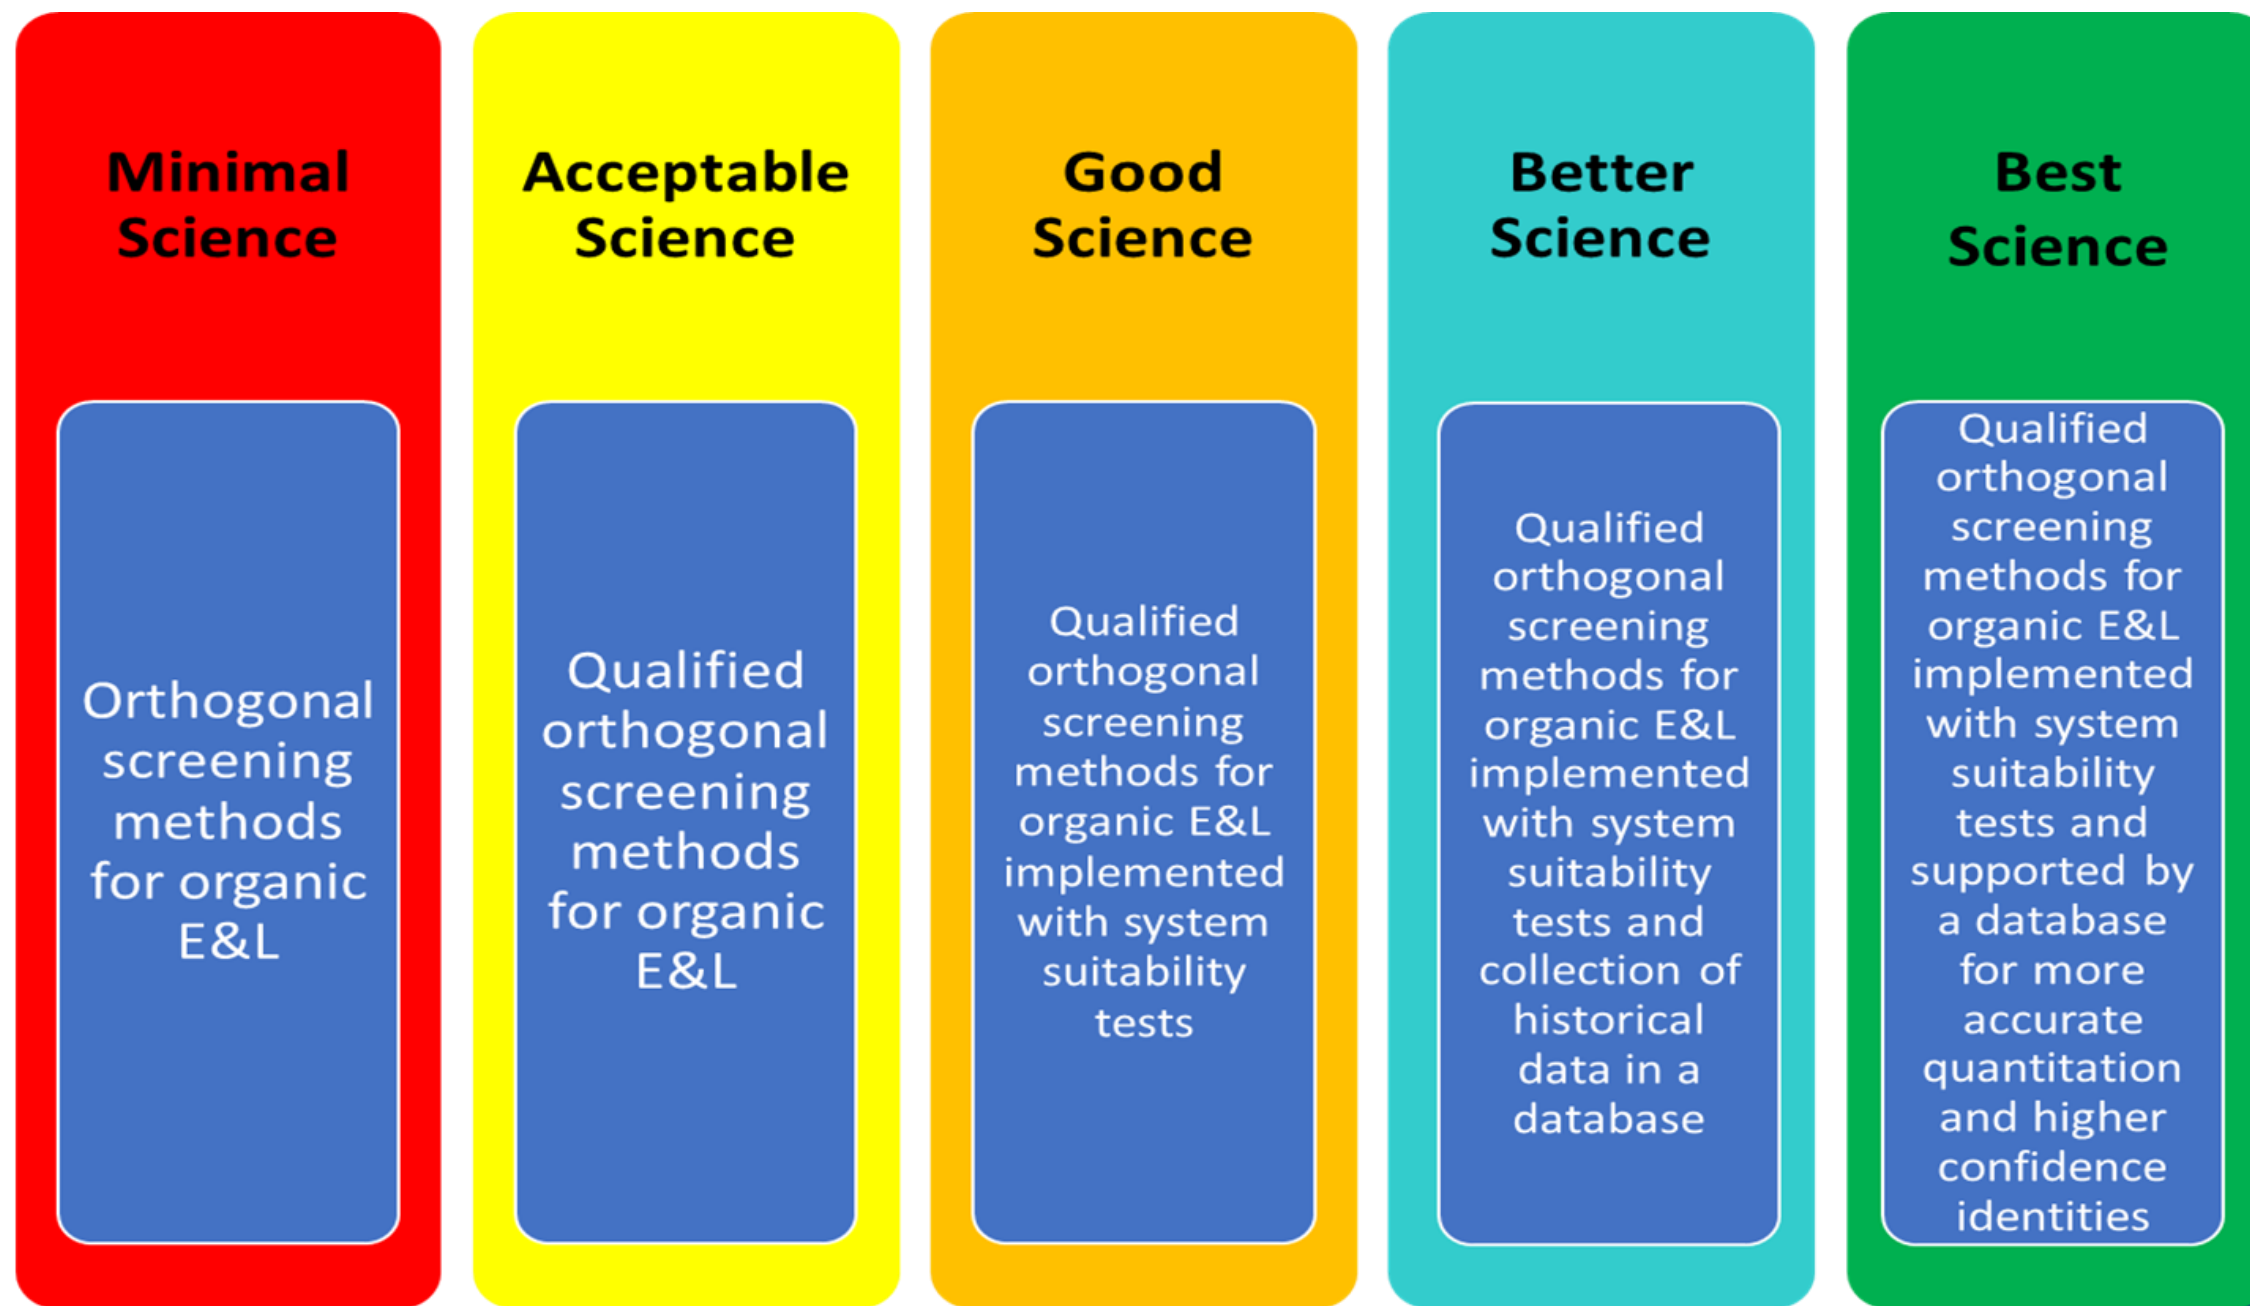 Minimal
Science
Orthogonal
screening
methods
for organic
E&L
Acceptable
Science
Qualified
orthogonal
screening
methods
for organic
E&L
Good
Science
Qualified
orthogonal
screening
methods for
organic E&L
implemented
with system
suitability
tests
Better
Science
Qualified
orthogonal
screening
methods for
organic E&L
implemented
with system
suitability
tests and
collection of
historical
data in a
database
Best
Science
Qualified
orthogonal
screening
methods for
organic E&L
implemented
with system
suitability
tests and
supported by
a database
for more
accurate
quantitation
and higher
confidence
identities